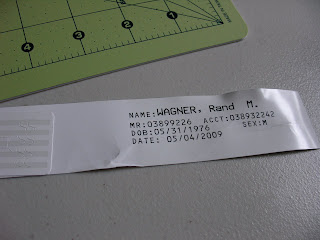 4
3
2
1
NAME:WAGNER, Rand M.
MR:03899226 ACCT:038932242
DOB:05/31/1976 SEX:M
DATE: 05/04/2009